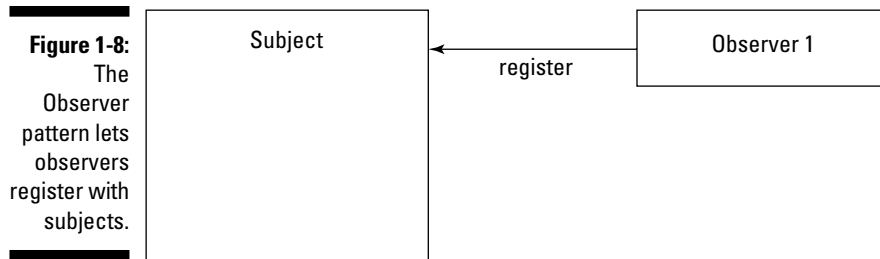 Figure 1-8:
The
Observer
pattern lets
observers
register with
subjects.
Subject
register
Observer 1